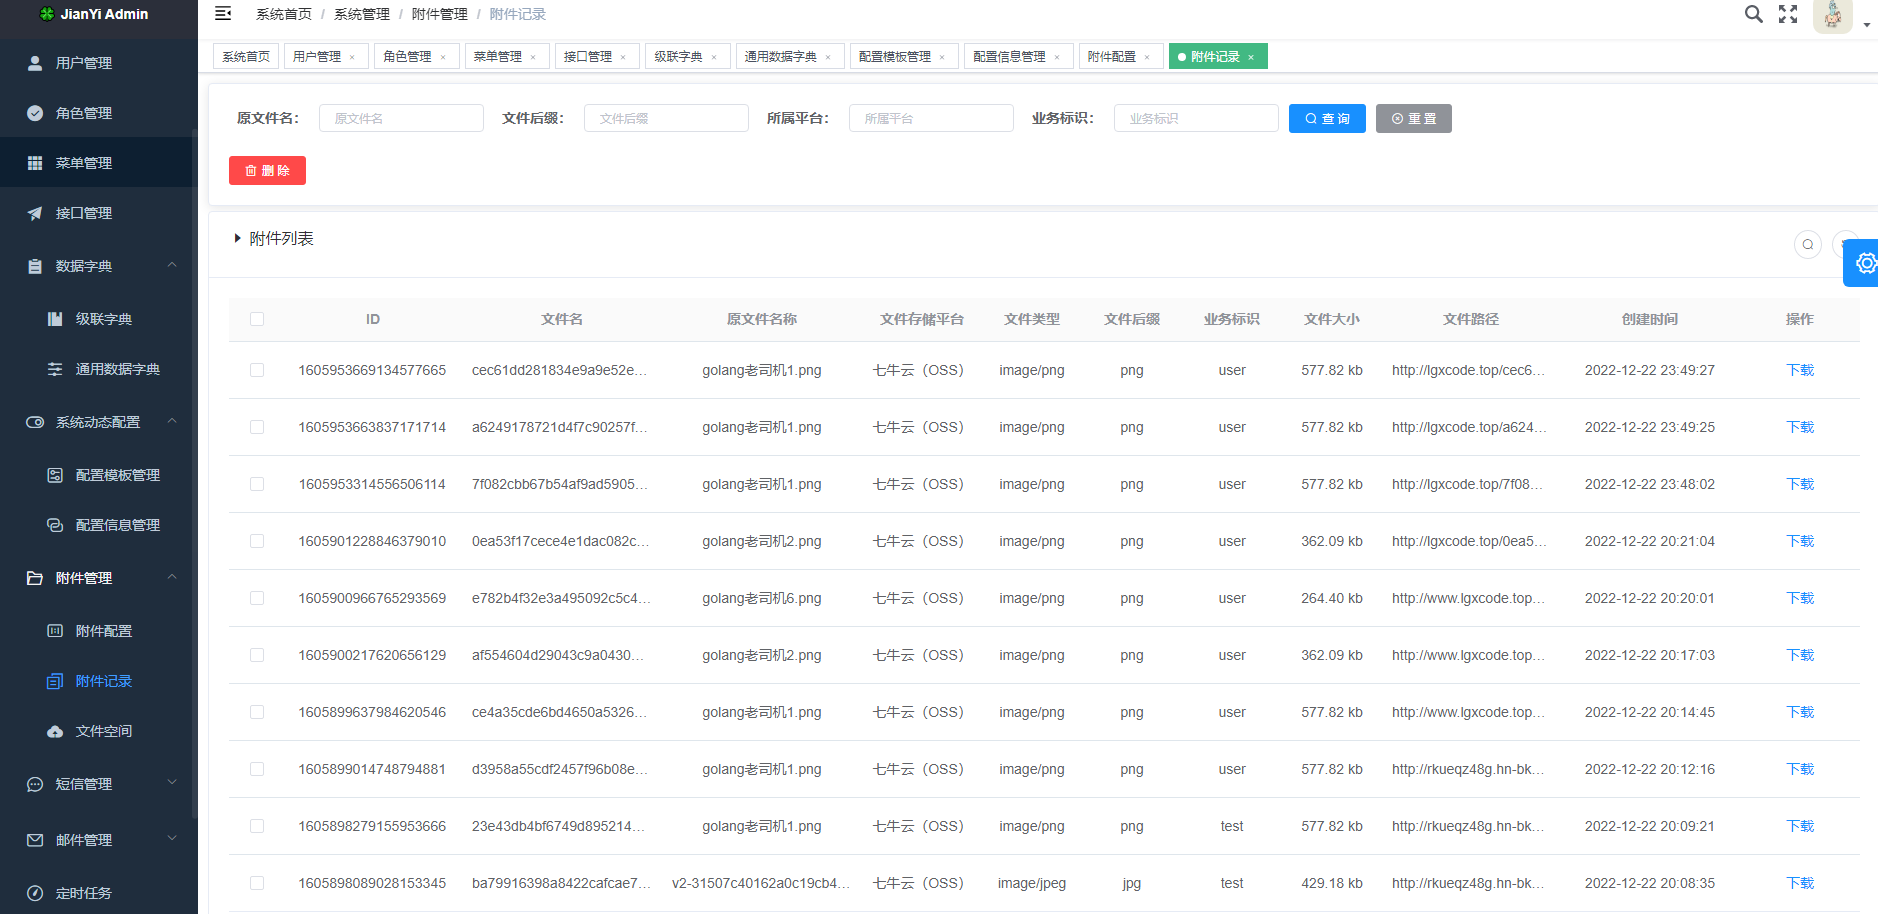 JianYi Admin
用户管理
角色管理
菜单管理
接口管理
数据字典
级联字典
通用数据字典
系统动态配置
配置模板管理
配置信息管理
附件管理
附件配置
附件记录
文件空间
短信管理
邮件管理
定时任务
系统首页 / 系统管理 / 附件管理 / 附件记录
系统首页 用户管理 × 角色管理 × 菜单管理 × 接口管理 × 级联字典 × 通用数据字典 × 配置模板管理 × 配置信息管理 × 附件配置 × 附件记录 ×
原文件名： 原文件名 文件后缀： 文件后缀 所属平台： 所属平台 业务标识： 业务标识 查 询 重 置
删 除
附件列表
ID 文件名 原文件名称 文件存储平台 文件类型 文件后缀 业务标识 文件大小 文件路径 创建时间 操作
1605953669134577665 cec61dd281834e9a9e52e... golang老司机1.png 七牛云（OSS） image/png png user 577.82 kb http://lgxcode.top/cec6... 2022-12-22 23:49:27 下载
1605953663837171714 a6249178721d4f7c90257f... golang老司机1.png 七牛云（OSS） image/png png user 577.82 kb http://lgxcode.top/a624... 2022-12-22 23:49:25 下载
1605953314556506114 7f082cbb67b54af9ad5905... golang老司机1.png 七牛云（OSS） image/png png user 577.82 kb http://lgxcode.top/7f08... 2022-12-22 23:48:02 下载
1605901228846379010 0ea53f17cece4e1dac082c... golang老司机2.png 七牛云（OSS） image/png png user 362.09 kb http://lgxcode.top/0ea5... 2022-12-22 20:21:04 下载
1605900966765293569 e782b4f32e3a495092c5c4... golang老司机6.png 七牛云（OSS） image/png png user 264.40 kb http://www.lgxcode.top... 2022-12-22 20:20:01 下载
1605900217620656129 af554604d29043c9a0430... golang老司机2.png 七牛云（OSS） image/png png user 362.09 kb http://www.lgxcode.top... 2022-12-22 20:17:03 下载
1605899637984620546 ce4a35cde6bd4650a5326... golang老司机1.png 七牛云（OSS） image/png png user 577.82 kb http://www.lgxcode.top... 2022-12-22 20:14:45 下载
1605899014748794881 d3958a55cdf2457f96b08e... golang老司机1.png 七牛云（OSS） image/png png user 577.82 kb http://rkueqz48g.hn-bk... 2022-12-22 20:12:16 下载
1605898279155953666 23e43db4bf6749d895214... golang老司机1.png 七牛云（OSS） image/png png test 577.82 kb http://rkueqz48g.hn-bk... 2022-12-22 20:09:21 下载
1605898089028153345 ba79916398a8422cafcae7... v2-31507c40162a0c19cb4... 七牛云（OSS） image/jpeg jpg test 429.18 kb http://rkueqz48g.hn-bk... 2022-12-22 20:08:35 下载